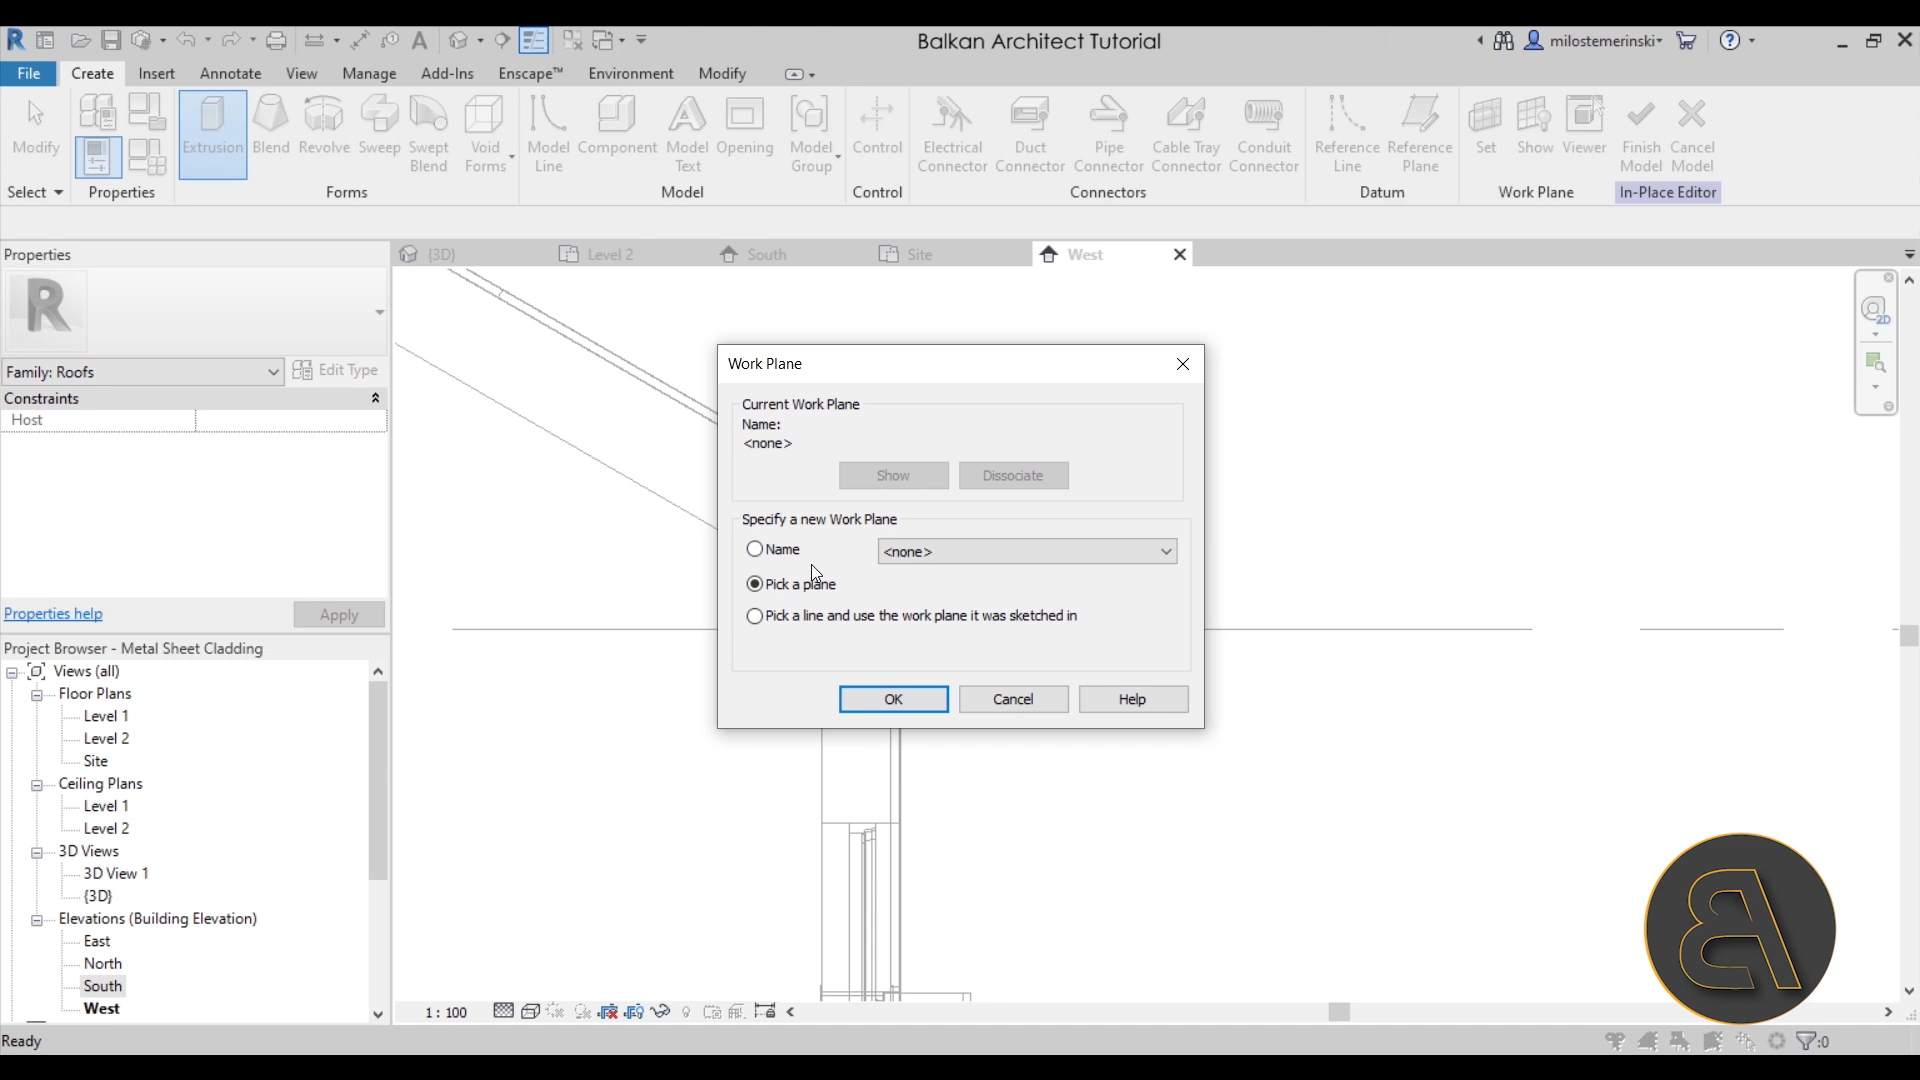 Balkan Architect Tutorial
milostemerinski
File Create Insert Annotate View Manage Add-Ins Enscape™ Environment Modify
Modify
Extrusion Blend Revolve Sweep Swept Blend Void Forms
Model Line Component Model Text Opening Model Group
Control
Electrical Connector Duct Connector Pipe Connector Cable Tray Connector Conduit Connector
Reference Line Reference Plane
Set Show Viewer
Finish Model Cancel Model
Select Properties Forms Model Control Connectors Datum Work Plane In-Place Editor
Properties
{3D} Level 2 South Site West
R
2D
Family: Roofs
Edit Type
Constraints
Host
Properties help
Apply
Work Plane
Current Work Plane
Name:
<none>
Show Dissociate
Specify a new Work Plane
Name
<none>
Pick a plane
Pick a line and use the work plane it was sketched in
OK Cancel Help
Project Browser - Metal Sheet Cladding
Views (all)
Floor Plans
Level 1
Level 2
Site
Ceiling Plans
Level 1
Level 2
3D Views
3D View 1
{3D}
Elevations (Building Elevation)
East
North
South
West
1 : 100
Ready
:0